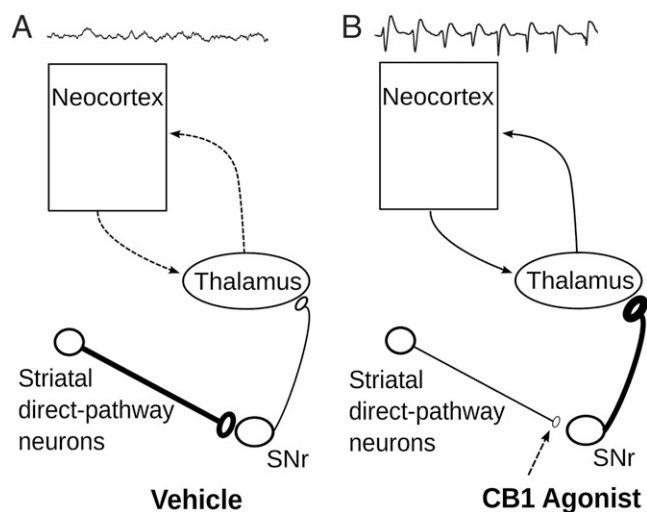 A
Neocortex
Thalamus
Striatal
direct-pathway
neurons
SNr
Vehicle
B
Neocortex
Thalamus
Striatal
direct-pathway
neurons
SNr
CB1 Agonist